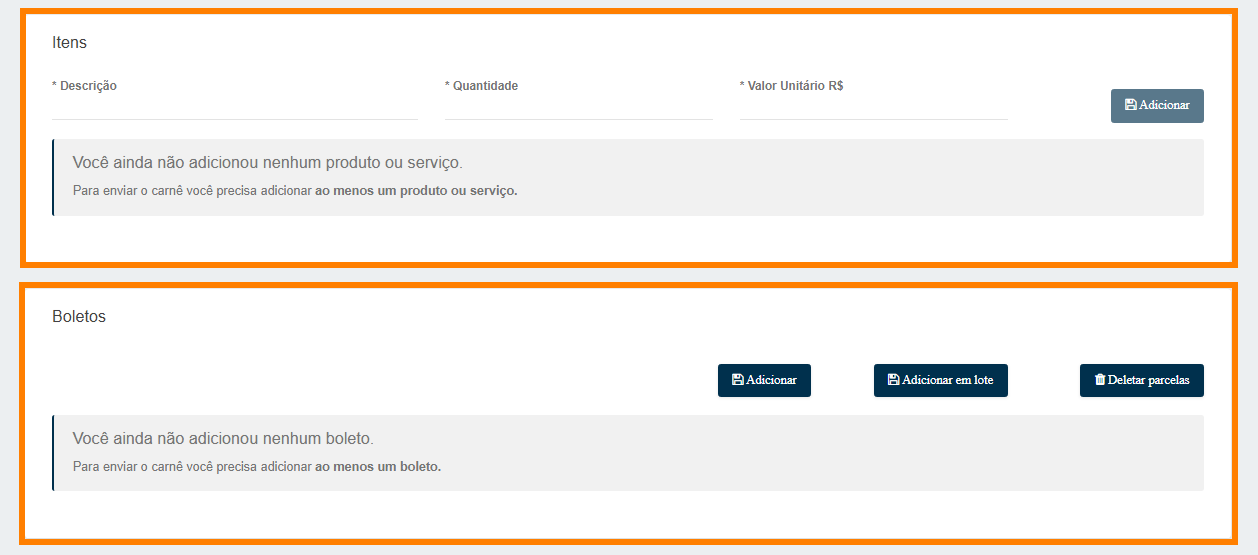 Itens
* Descrição * Quantidade * Valor Unitário R$
Adicionar
Você ainda não adicionou nenhum produto ou serviço.
Para enviar o carnê você precisa adicionar ao menos um produto ou serviço.
Boletos
Adicionar Adicionar em lote Deletar parcelas
Você ainda não adicionou nenhum boleto.
Para enviar o carnê você precisa adicionar ao menos um boleto.